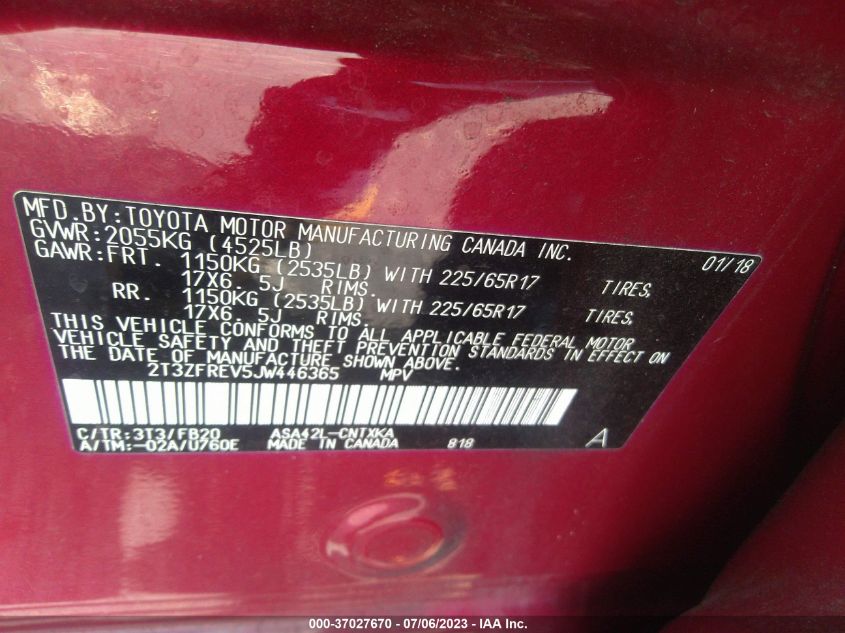 MFD.BY:TOYOTA MOTOR MANUFACTURING CANADA INC. 01/18
GVWR:2055KG (4525LB)
GAWR:FRT. 1150KG (2535LB) WITH 225/65R17 TIRES,
17X6. 5J RIMS.
RR. 1150KG (2535LB) WITH 225/65R17 TIRES,
17X6. 5J RIMS.
THIS VEHICLE CONFORMS TO ALL APPLICABLE FEDERAL MOTOR
VEHICLE SAFETY AND THEFT PREVENTION STANDARDS IN EFFECT ON
THE DATE OF MANUFACTURE SHOWN ABOVE.
2T3ZFREV5JW446365 MPV
C/TR:3T3/FB20 ASA42L-CNTXKA
A/TM:-02A/U760E MADE IN CANADA 818 A
000-37027670 - 07/06/2023 - IAA Inc.